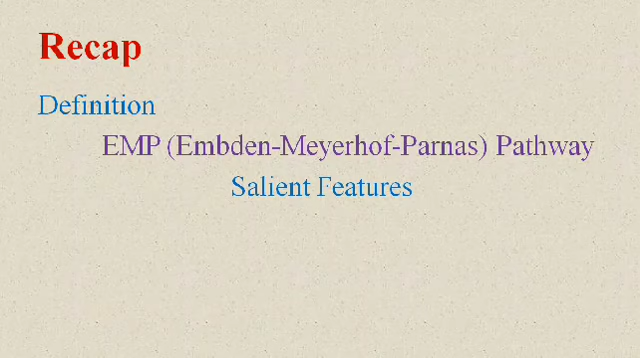 Recap
Definition
EMP (Embden-Meyerhof-Parnas) Pathway
Salient Features